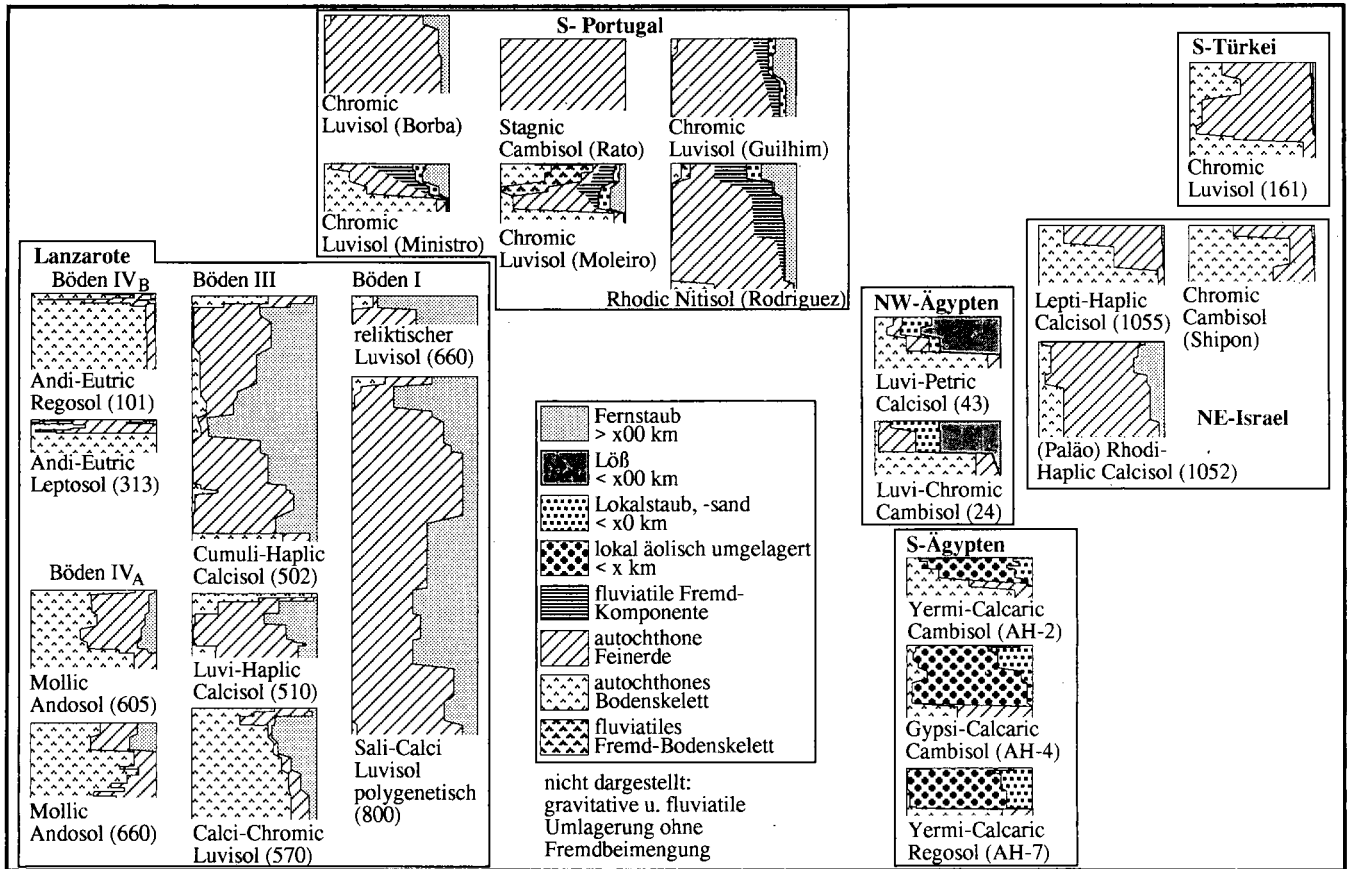 S- Portugal
Chromic
Luvisol (Borba)
Stagnic
Cambisol (Rato)
Chromic
Luvisol (Guilhim)
Chromic
Luvisol (Ministro)
Chromic
Luvisol (Moleiro)
Rhodic Nitisol (Rodriguez)
S-Türkei
Chromic
Luvisol (161)
Lanzarote
Böden IVB
Andi-Eutric
Regosol (101)
Andi-Eutric
Leptosol (313)
Böden IVA
Mollic
Andosol (605)
Mollic
Andosol (660)
Böden III
Cumuli-Haplic
Calcisol (502)
Luvi-Haplic
Calcisol (510)
Calci-Chromic
Luvisol (570)
Böden I
reliktischer
Luvisol (660)
Sali-Calci
Luvisol
polygenetisch
(800)
Fernstaub
> x00 km
Löß
< x00 km
Lokalstaub, -sand
< x0 km
lokal äolisch umgelagert
< x km
fluviatile Fremd-
Komponente
autochthone
Feinerde
autochthones
Bodenskelett
fluviatiles
Fremd-Bodenskelett
nicht dargestellt:
gravitative u. fluviatile
Umlagerung ohne
Fremdbeimengung
NW-Ägypten
Luvi-Petric
Calcisol (43)
Luvi-Chromic
Cambisol (24)
Lepti-Haplic
Calcisol (1055)
Chromic
Cambisol
(Shipon)
NE-Israel
(Paläo) Rhodi-
Haplic Calcisol (1052)
S-Ägypten
Yermi-Calcaric
Cambisol (AH-2)
Gypsi-Calcaric
Cambisol (AH-4)
Yermi-Calcaric
Regosol (AH-7)